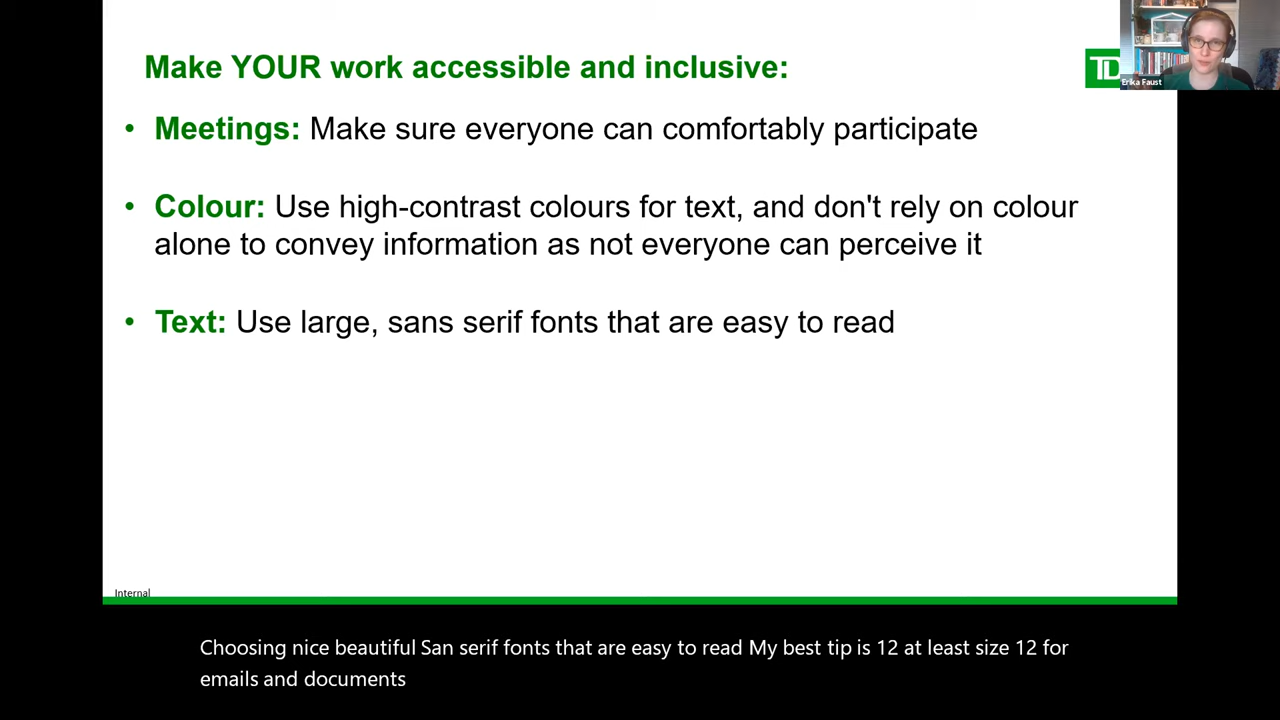 Make YOUR work accessible and inclusive:
TD
Erika Faust
• Meetings: Make sure everyone can comfortably participate
• Colour: Use high-contrast colours for text, and don't rely on colour
alone to convey information as not everyone can perceive it
• Text: Use large, sans serif fonts that are easy to read
Internal
Choosing nice beautiful San serif fonts that are easy to read My best tip is 12 at least size 12 for
emails and documents